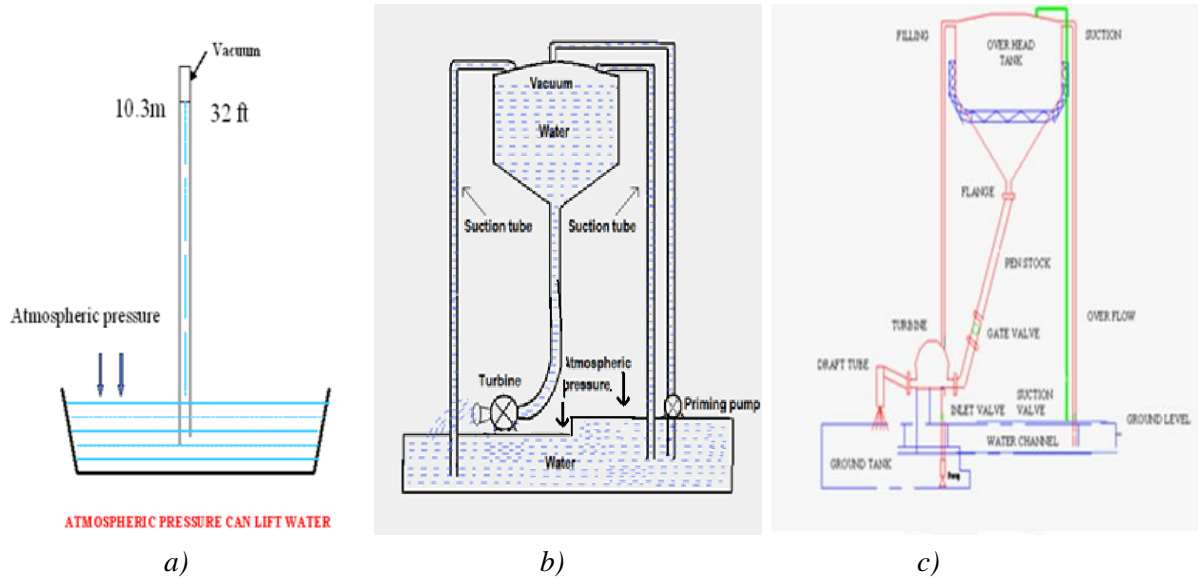 Vacuum
10.3m
32 ft
Atmospheric pressure
ATMOSPHERIC PRESSURE CAN LIFT WATER
a)
Vacuum
Water
Suction tube
Suction tube
Turbine
Atmospheric
pressure
Priming pump
Water
b)
FILLING
OVER HEAD
TANK
SUCTION
FLANGE
PEN STOCK
TURBINE
GATE VALVE
OVER FLOW
DRAFT TUBE
INLET VALVE
SUCTION
VALVE
GROUND LEVEL
WATER CHANNEL
GROUND TANK
c)